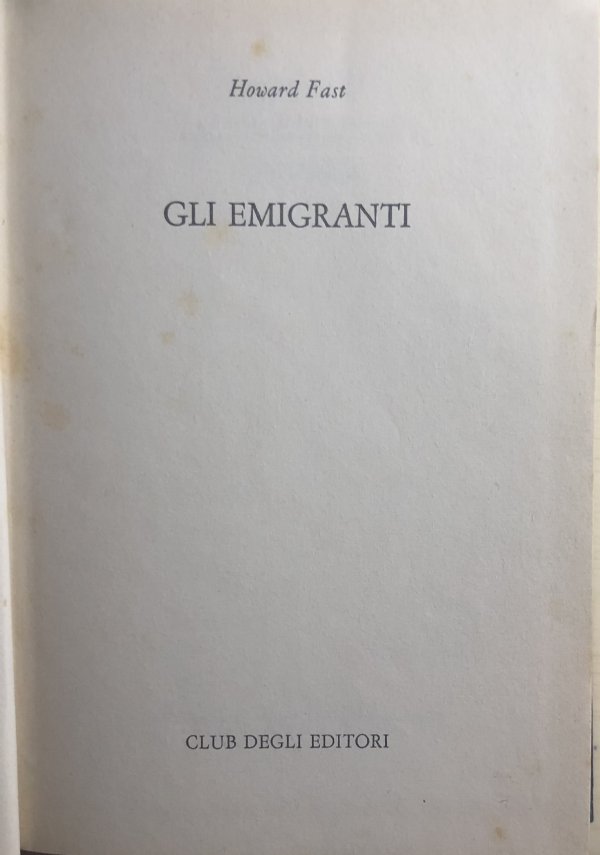 Howard Fast
GLI EMIGRANTI
CLUB DEGLI EDITORI